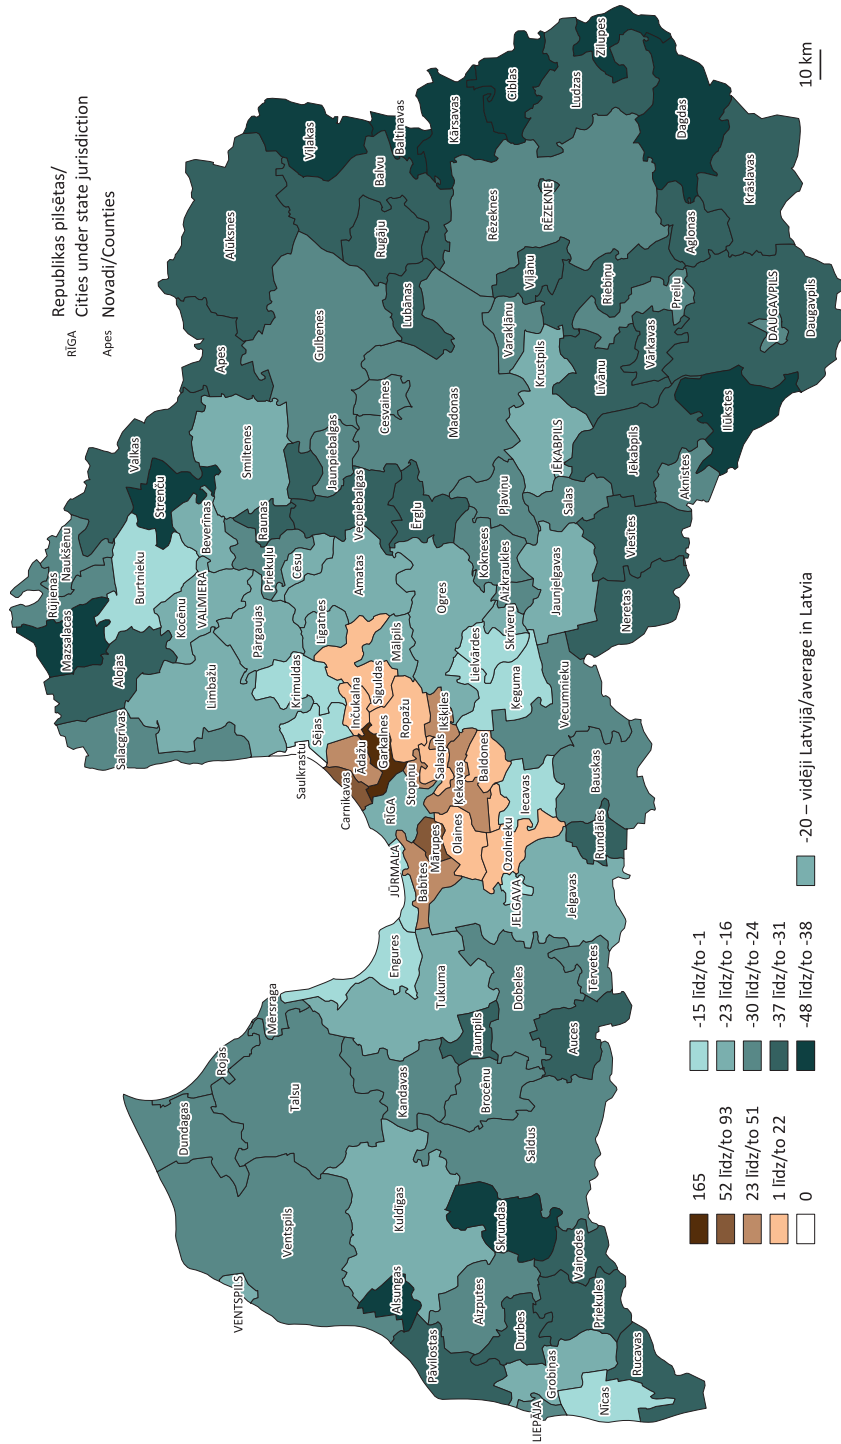 Republikas pilsētas/
RĪGA Cities under state jurisdiction
Apes Novadi/Counties
10 km
Rūjienas
Naukšēnu
Mazsalacas
Valkas
Strenču
Burtnieku
Alojas
Salacgrīvas
Kocēnu
VALMIERA
Beverīnas
Smiltenes
Apes
Alūksnes
Viļakas
Limbažu
Pārgaujas
Priekuļu
Raunas
Cēsu
Jaunpiebalgas
Gulbenes
Rugāju
Balvu
Baltinavas
Krimuldas
Līgatnes
Amatas
Vecpiebalgas
Cesvaines
Lubānas
Kārsavas
Sējas
Saulkrastu
Inčukalna
Siguldas
Mālpils
Ērgļu
Madonas
Ciblas
Carnikavas
Ādažu
Garkalnes
Ropažu
Ogres
Rēzeknes
RĒZEKNE
Ludzas
Zilupes
VENTSPILS
Ventspils
Dundagas
Talsu
Rojas
Mērsraga
Engures
JŪRMALA
RĪGA
Stopiņu
Salaspils
Ikšķiles
Lielvārdes
Kokneses
Pļaviņu
Krustpils
Varakļānu
Viļānu
Babītes
Mārupes
Olaines
Ķekavas
Baldones
Ķeguma
Skrīveru
Aizkraukles
JĒKABPILS
Līvānu
Riebiņu
Preiļu
Vārkavas
Aglonas
Dagdas
Alsungas
Kuldīgas
Kandavas
Tukuma
Jaunpils
JELGAVA
Ozolnieku
Iecavas
Vecumnieku
Jaunjelgavas
Salas
Jēkabpils
Krāslavas
Pāvilostas
Aizputes
Skrundas
Saldus
Brocēnu
Dobeles
Jelgavas
Bauskas
Rundāles
Neretas
Viesītes
Aknīstes
Ilūkstes
DAUGAVPILS
Daugavpils
LIEPĀJA
Grobiņas
Durbes
Priekules
Vaiņodes
Auces
Tērvetes
Nīcas
Rucavas
165
52 līdz/to 93
23 līdz/to 51
1 līdz/to 22
0
-15 līdz/to -1
-23 līdz/to -16
-30 līdz/to -24
-37 līdz/to -31
-48 līdz/to -38
-20 – vidēji Latvijā/average in Latvia